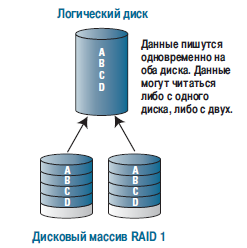 Логический диск
A
B
C
D
Данные пишутся
одновременно на
оба диска. Данные
могут читаться
либо с одного
диска, либо с двух.
A
B
C
D
A
B
C
D
Дисковый массив RAID 1